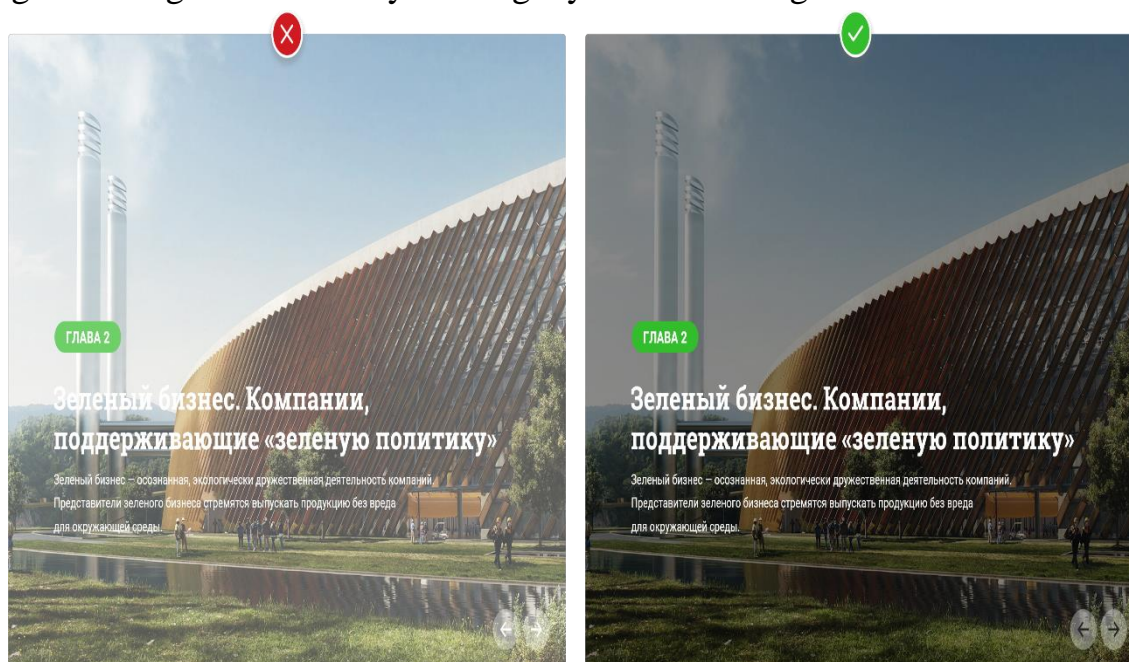 ГЛАВА 2
Зеленый бизнес. Компании,
поддерживающие «зеленую политику»
Зеленый бизнес – осознанная, экологически дружественная деятельность компаний.
Представители зеленого бизнеса стремятся выпускать продукцию без вреда
для окружающей среды.
ГЛАВА 2
Зеленый бизнес. Компании,
поддерживающие «зеленую политику»
Зеленый бизнес – осознанная, экологически дружественная деятельность компаний.
Представители зеленого бизнеса стремятся выпускать продукцию без вреда
для окружающей среды.